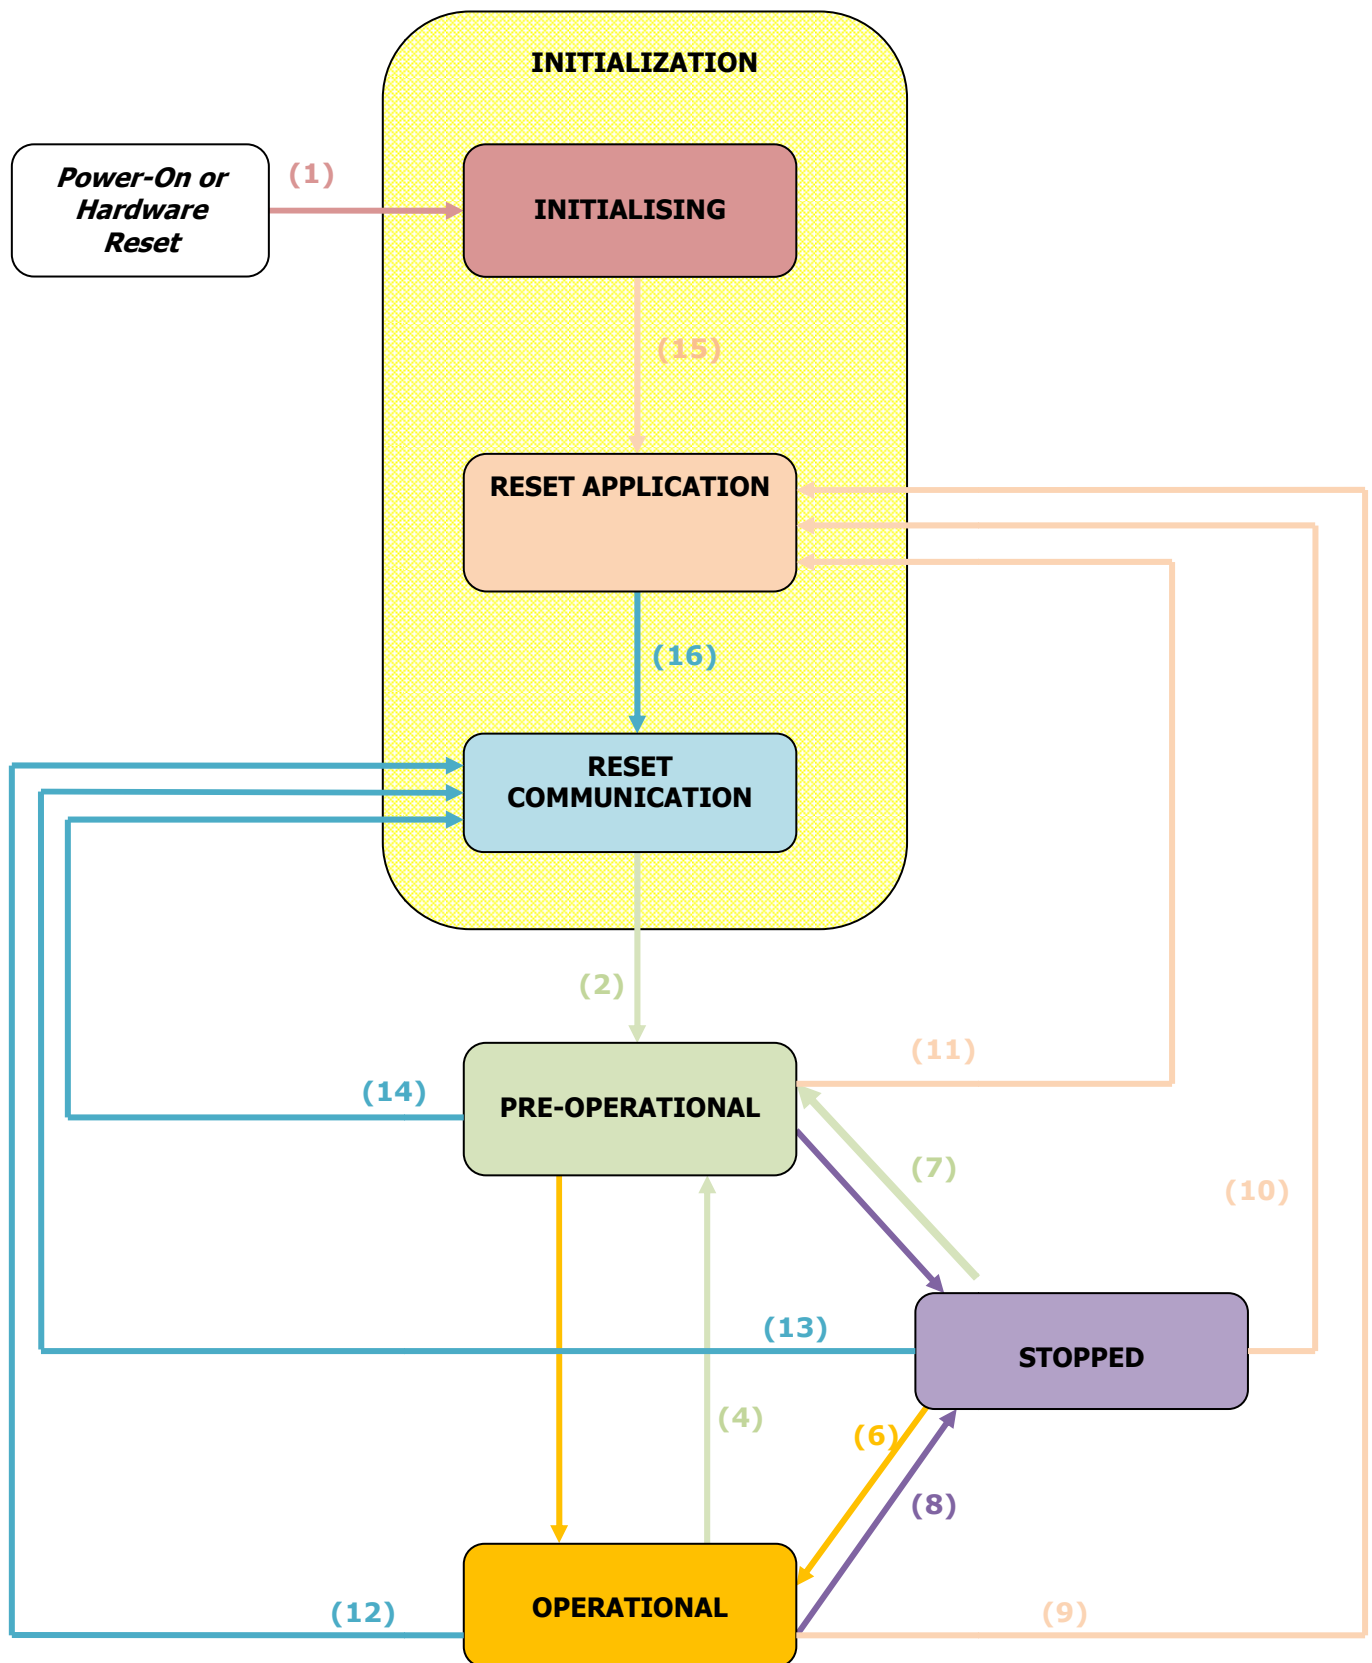 INITIALIZATION
Power-On or
Hardware
Reset
(1)
INITIALISING
(15)
RESET APPLICATION
(16)
RESET
COMMUNICATION
(2)
(11)
(14)
PRE-OPERATIONAL
(7)
(10)
(13)
STOPPED
(4)
(6)
(8)
OPERATIONAL
(12)
(9)